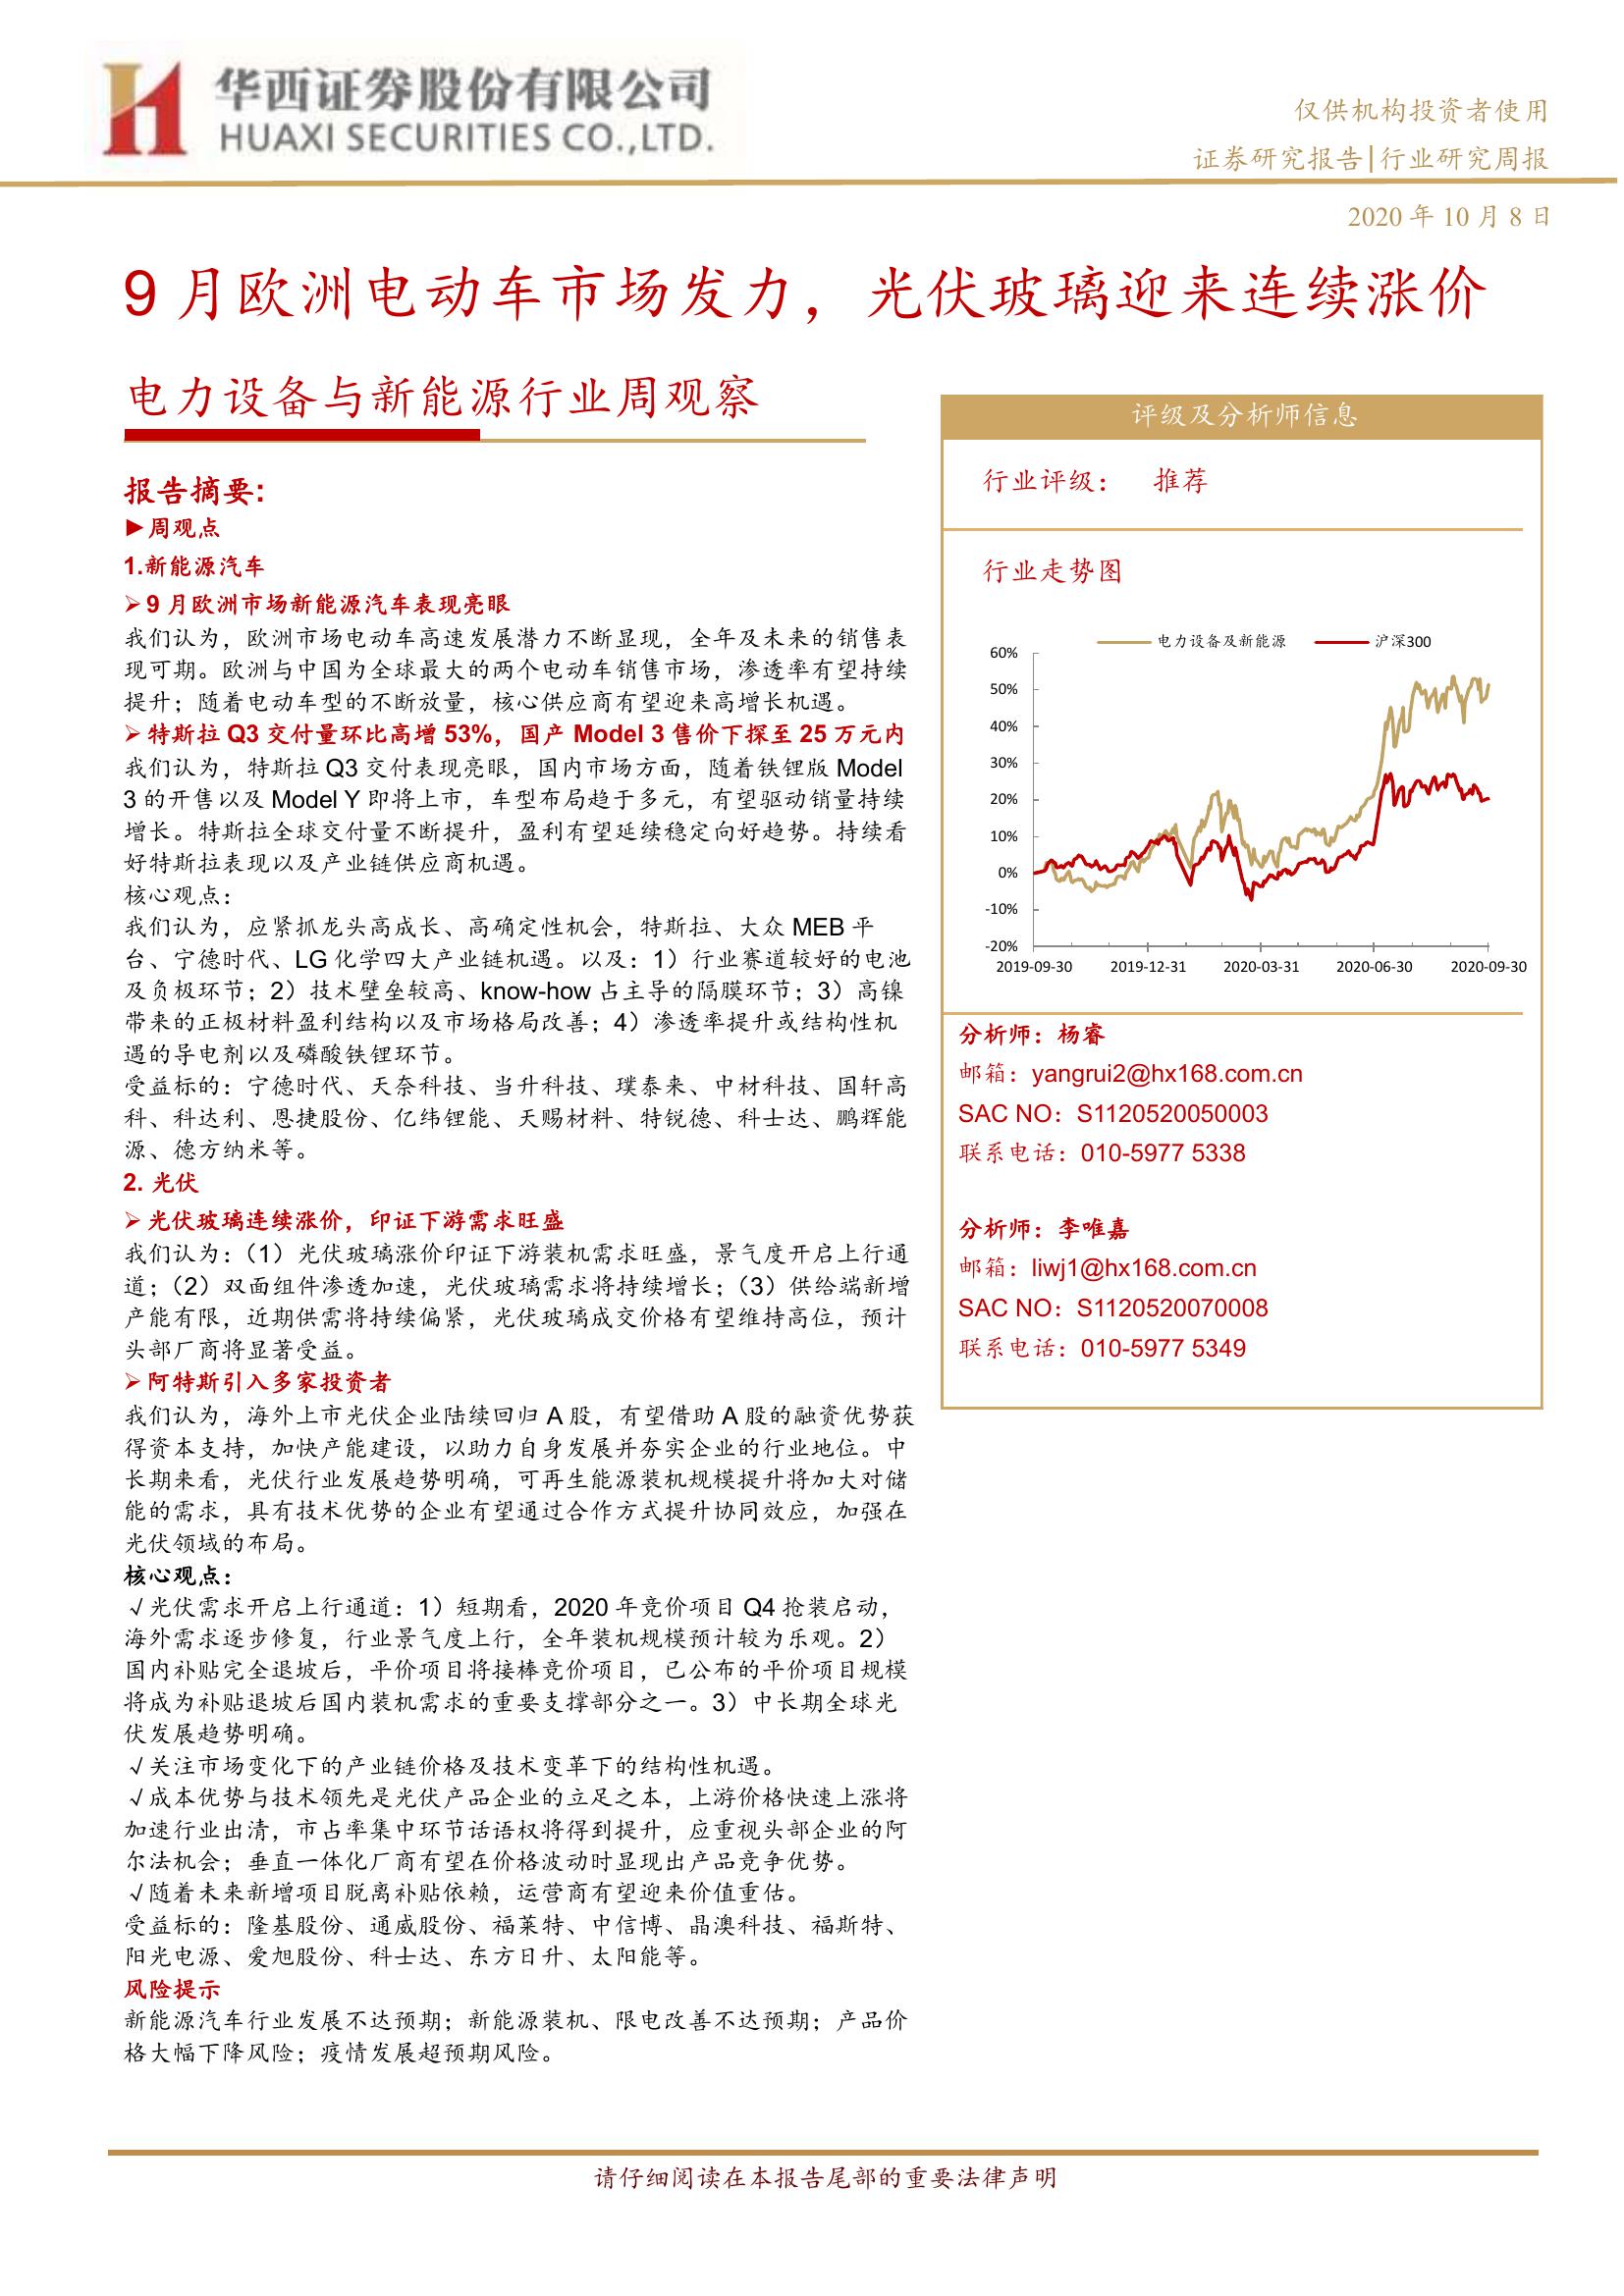 华西证券股份有限公司
HUAXI SECURITIES CO.,LTD.
仅供机构投资者使用
证券研究报告|行业研究周报
2020 年 10 月 8 日
9 月欧洲电动车市场发力，光伏玻璃迎来连续涨价
电力设备与新能源行业周观察
报告摘要:
►周观点
1.新能源汽车
➢9 月欧洲市场新能源汽车表现亮眼
我们认为，欧洲市场电动车高速发展潜力不断显现，全年及未来的销售表
现可期。欧洲与中国为全球最大的两个电动车销售市场，渗透率有望持续
提升；随着电动车型的不断放量，核心供应商有望迎来高增长机遇。
➢特斯拉 Q3 交付量环比高增 53%，国产 Model 3 售价下探至 25 万元内
我们认为，特斯拉 Q3 交付表现亮眼，国内市场方面，随着铁锂版 Model
3 的开售以及 Model Y 即将上市，车型布局趋于多元，有望驱动销量持续
增长。特斯拉全球交付量不断提升，盈利有望延续稳定向好趋势。持续看
好特斯拉表现以及产业链供应商机遇。
核心观点：
我们认为，应紧抓龙头高成长、高确定性机会，特斯拉、大众 MEB 平
台、宁德时代、LG 化学四大产业链机遇。以及：1）行业赛道较好的电池
及负极环节；2）技术壁垒较高、know-how 占主导的隔膜环节；3）高镍
带来的正极材料盈利结构以及市场格局改善；4）渗透率提升或结构性机
遇的导电剂以及磷酸铁锂环节。
受益标的：宁德时代、天奈科技、当升科技、璞泰来、中材科技、国轩高
科、科达利、恩捷股份、亿纬锂能、天赐材料、特锐德、科士达、鹏辉能
源、德方纳米等。
2. 光伏
➢光伏玻璃连续涨价，印证下游需求旺盛
我们认为：（1）光伏玻璃涨价印证下游装机需求旺盛，景气度开启上行通
道；（2）双面组件渗透加速，光伏玻璃需求将持续增长；（3）供给端新增
产能有限，近期供需将持续偏紧，光伏玻璃成交价格有望维持高位，预计
头部厂商将显著受益。
➢阿特斯引入多家投资者
我们认为，海外上市光伏企业陆续回归 A 股，有望借助 A 股的融资优势获
得资本支持，加快产能建设，以助力自身发展并夯实企业的行业地位。中
长期来看，光伏行业发展趋势明确，可再生能源装机规模提升将加大对储
能的需求，具有技术优势的企业有望通过合作方式提升协同效应，加强在
光伏领域的布局。
核心观点：
√光伏需求开启上行通道：1）短期看，2020 年竞价项目 Q4 抢装启动，
海外需求逐步修复，行业景气度上行，全年装机规模预计较为乐观。2）
国内补贴完全退坡后，平价项目将接棒竞价项目，已公布的平价项目规模
将成为补贴退坡后国内装机需求的重要支撑部分之一。3）中长期全球光
伏发展趋势明确。
√关注市场变化下的产业链价格及技术变革下的结构性机遇。
√成本优势与技术领先是光伏产品企业的立足之本，上游价格快速上涨将
加速行业出清，市占率集中环节话语权将得到提升，应重视头部企业的阿
尔法机会；垂直一体化厂商有望在价格波动时显现出产品竞争优势。
√随着未来新增项目脱离补贴依赖，运营商有望迎来价值重估。
受益标的：隆基股份、通威股份、福莱特、中信博、晶澳科技、福斯特、
阳光电源、爱旭股份、科士达、东方日升、太阳能等。
风险提示
新能源汽车行业发展不达预期；新能源装机、限电改善不达预期；产品价
格大幅下降风险；疫情发展超预期风险。
评级及分析师信息
行业评级： 推荐
行业走势图
电力设备及新能源 沪深300
60%
50%
40%
30%
20%
10%
0%
-10%
-20%
2019-09-30 2019-12-31 2020-03-31 2020-06-30 2020-09-30
分析师：杨睿
邮箱：yangrui2@hx168.com.cn
SAC NO：S1120520050003
联系电话：010-5977 5338
分析师：李唯嘉
邮箱：liwj1@hx168.com.cn
SAC NO：S1120520070008
联系电话：010-5977 5349
请仔细阅读在本报告尾部的重要法律声明